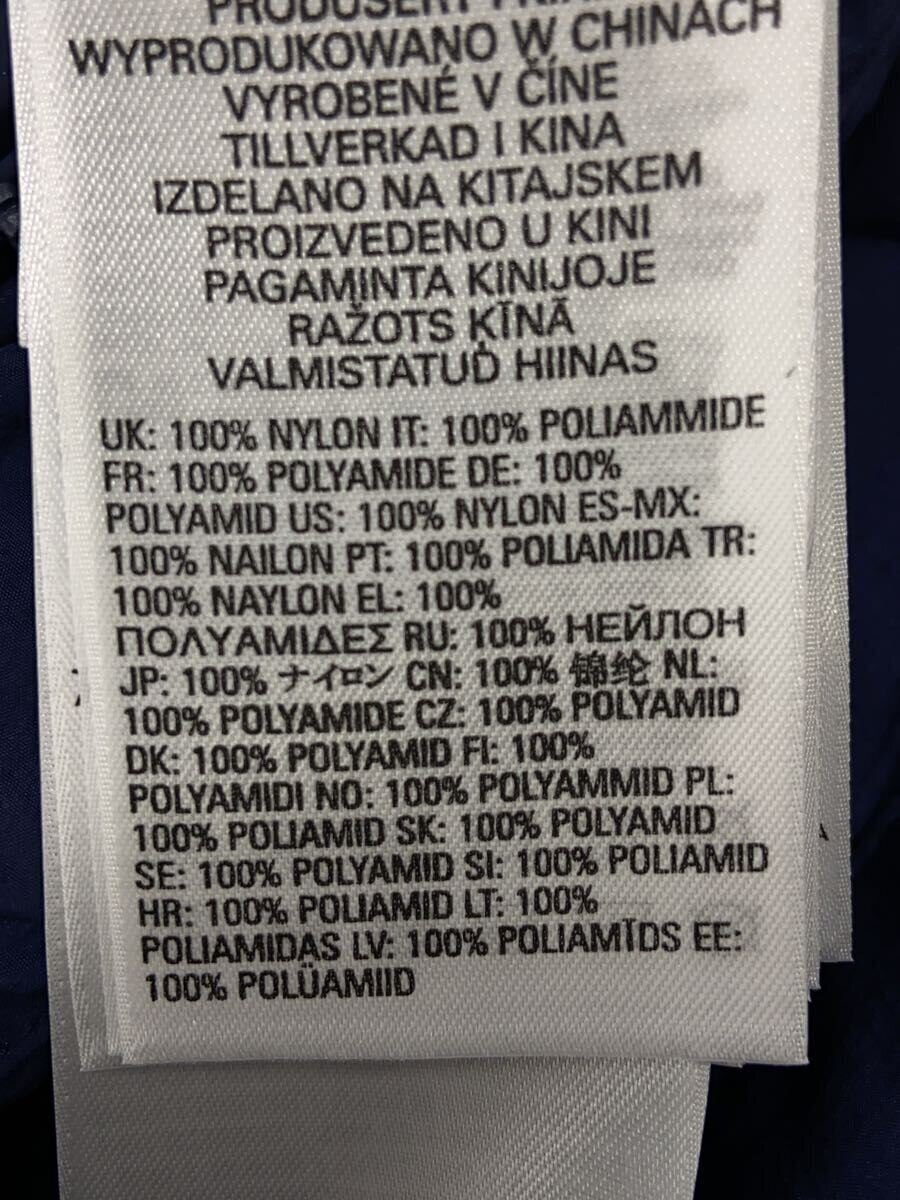 PRODUSERT I KINA
WYPRODUKOWANO W CHINACH
VYROBENÉ V ČÍNE
TILLVERKAD I KINA
IZDELANO NA KITAJSKEM
PROIZVEDENO U KINI
PAGAMINTA KINIJOJE
RAŽOTS ĶĪNĀ
VALMISTATUD HIINAS
UK: 100% NYLON IT: 100% POLIAMMIDE
FR: 100% POLYAMIDE DE: 100%
POLYAMID US: 100% NYLON ES-MX:
100% NAILON PT: 100% POLIAMIDA TR:
100% NAYLON EL: 100%
ΠΟΛΥΑΜΙΔΕΣ RU: 100% НЕЙЛОН
JP: 100% ナイロン CN: 100% 锦纶 NL:
100% POLYAMIDE CZ: 100% POLYAMID
DK: 100% POLYAMID FI: 100%
POLYAMIDI NO: 100% POLYAMMID PL:
100% POLIAMID SK: 100% POLYAMID
SE: 100% POLYAMID SI: 100% POLIAMID
HR: 100% POLIAMID LT: 100%
POLIAMIDAS LV: 100% POLIAMĪDS EE:
100% POLÜAMIID